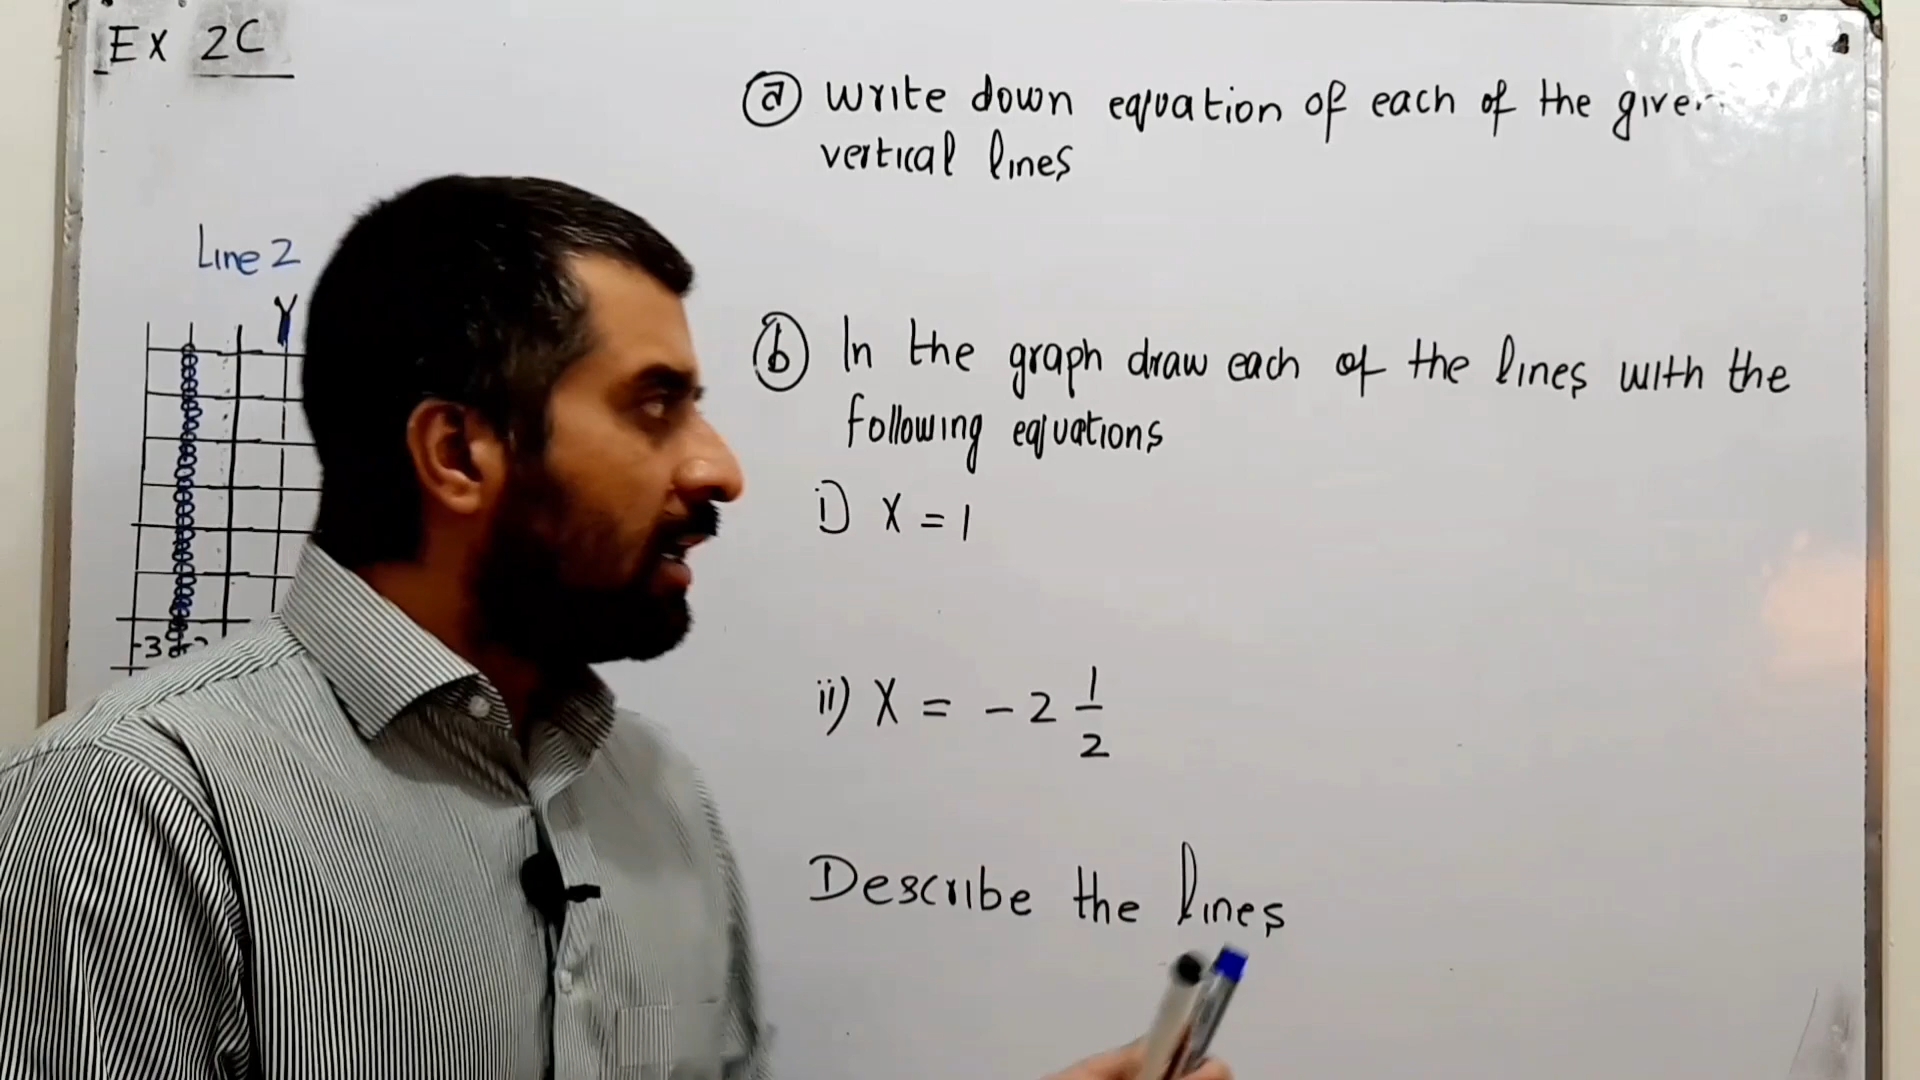 Ex 2C
Line 2
Y
-3
ⓐ Write down equation of each of the given
vertical lines
ⓑ In the graph draw each of the lines with the
following equations
i) X = 1
ii) X = -2 1/2
Describe the lines